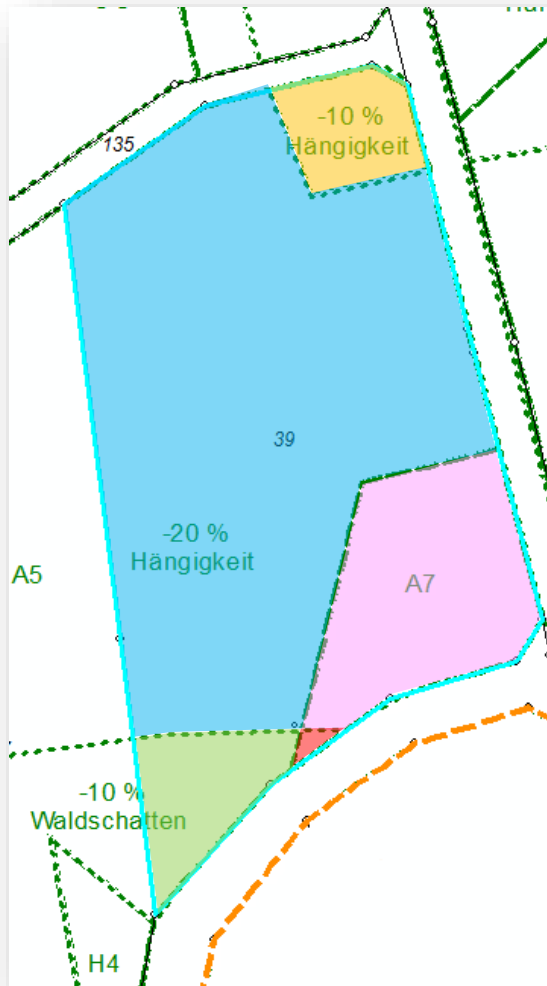 -10 %
Hängigkeit
135
39
-20 %
Hängigkeit
A5
A7
-10 %
Waldschatten
H4